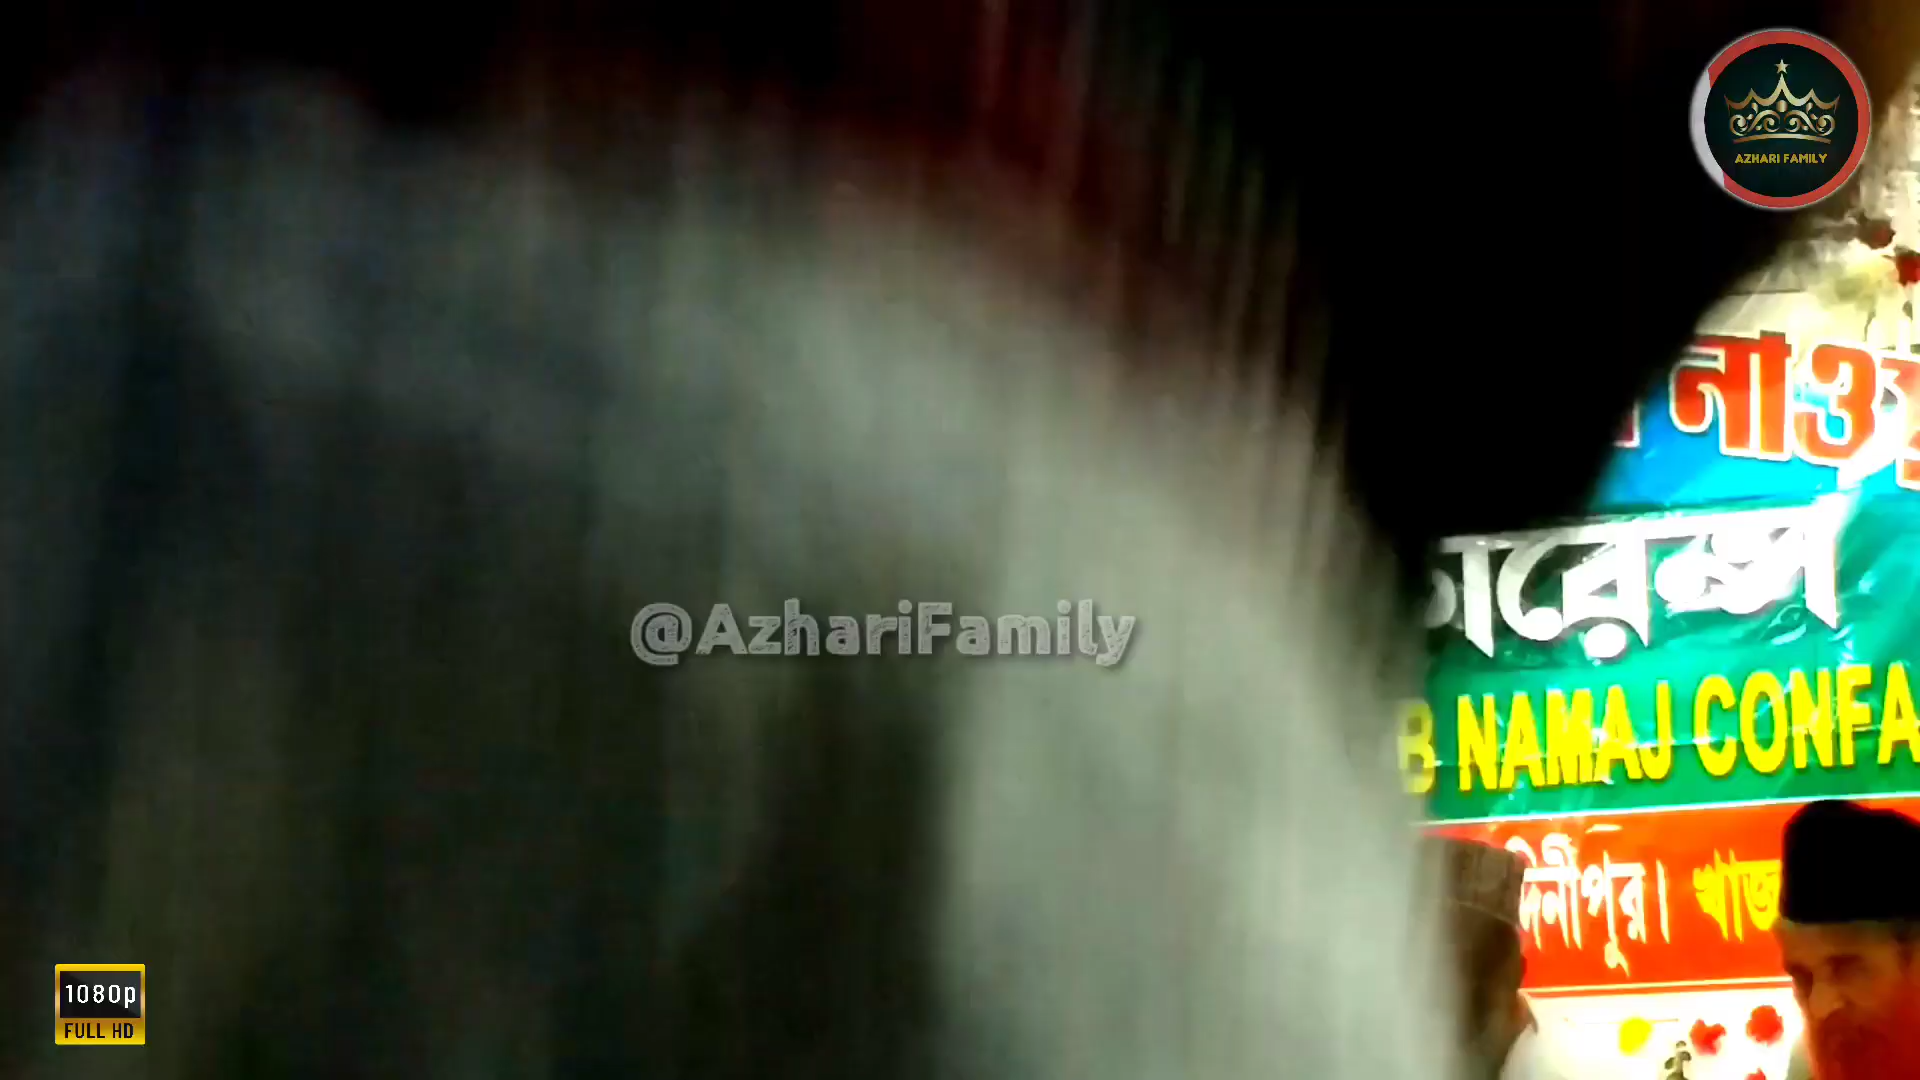 AZHARI FAMILY
নাওয়
ারেন্স
@AzhariFamily
B NAMAJ CONFA
দিনীপুর। খাজ
1080p
FULL HD